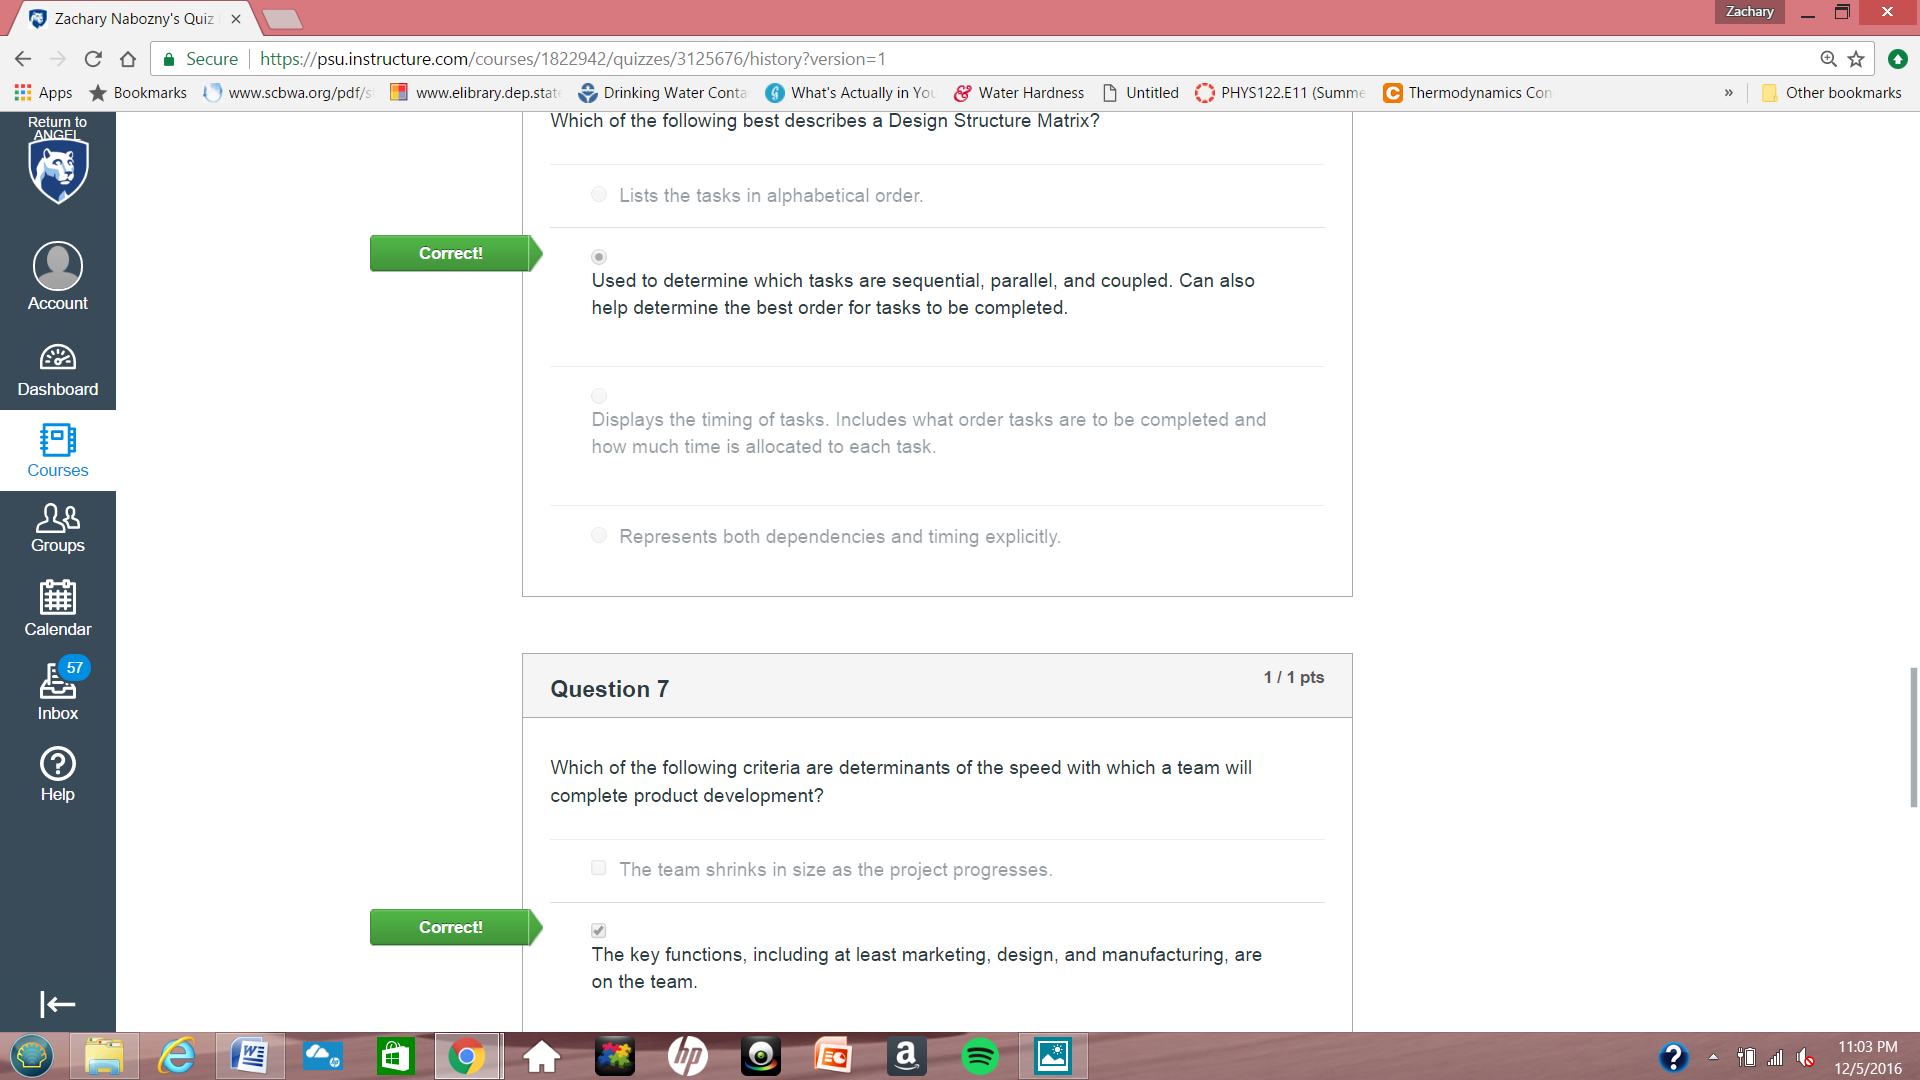 Zachary Nabozny's Quiz
Zachary
Secure
https://psu.instructure.com/courses/1822942/quizzes/3125676/history?version=1
Apps
Bookmarks
www.scbwa.org/pdf/s
www.elibrary.dep.stat
Drinking Water Conta
What's Actually in You
Water Hardness
Untitled
PHYS122.E11 (Summe
Thermodynamics Con
»
Other bookmarks
Return to
ANGEL
Account
Dashboard
Courses
Groups
Calendar
57
Inbox
Help
Which of the following best describes a Design Structure Matrix?
Lists the tasks in alphabetical order.
Correct!
Used to determine which tasks are sequential, parallel, and coupled. Can also
help determine the best order for tasks to be completed.
Displays the timing of tasks. Includes what order tasks are to be completed and
how much time is allocated to each task.
Represents both dependencies and timing explicitly.
Question 7
1 / 1 pts
Which of the following criteria are determinants of the speed with which a team will
complete product development?
The team shrinks in size as the project progresses.
Correct!
The key functions, including at least marketing, design, and manufacturing, are
on the team.
11:03 PM
12/5/2016